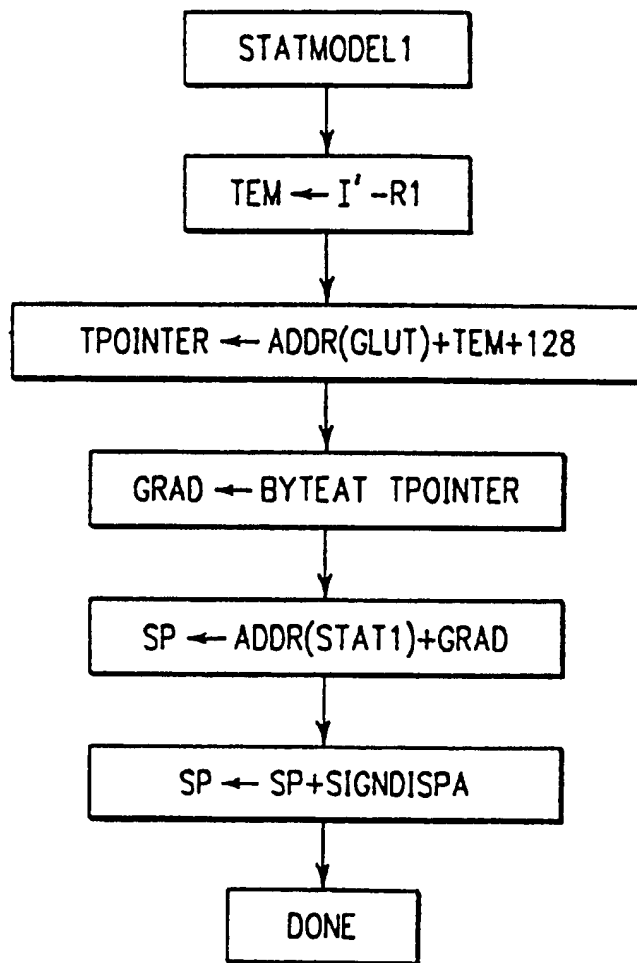 STATMODEL1
TEM ← I' -R1
TPOINTER ← ADDR(GLUT)+TEM+128
GRAD ← BYTEAT TPOINTER
SP ← ADDR(STAT1)+GRAD
SP ← SP+SIGNDISPA
DONE